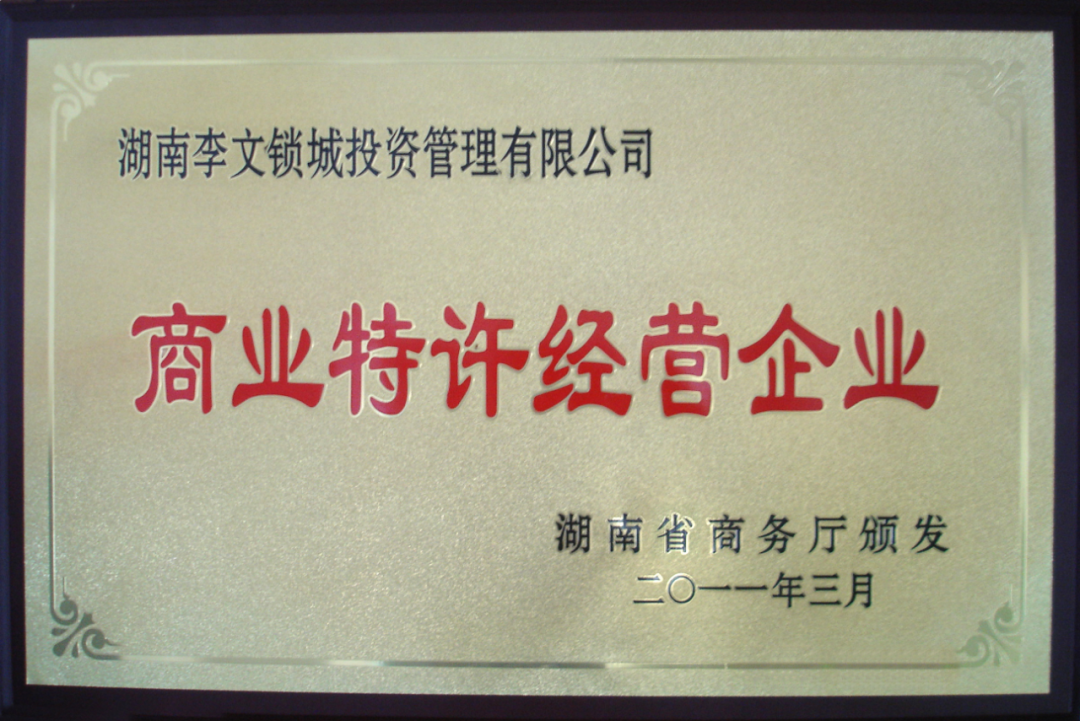 湖南李文锁城投资管理有限公司
商业特许经营企业
湖南省商务厅颁发
二〇一一年三月